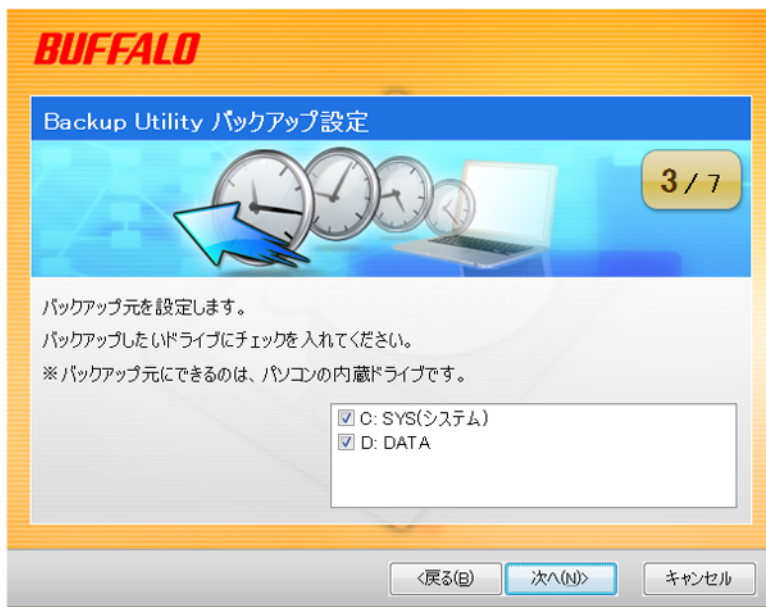 BUFFALO
Backup Utility バックアップ設定
3/7
バックアップ元を設定します。
バックアップしたいドライブにチェックを入れてください。
※バックアップ元にできるのは、パソコンの内蔵ドライブです。
C: SYS(システム)
D: DATA
<戻る(B) 次へ(N)> キャンセル